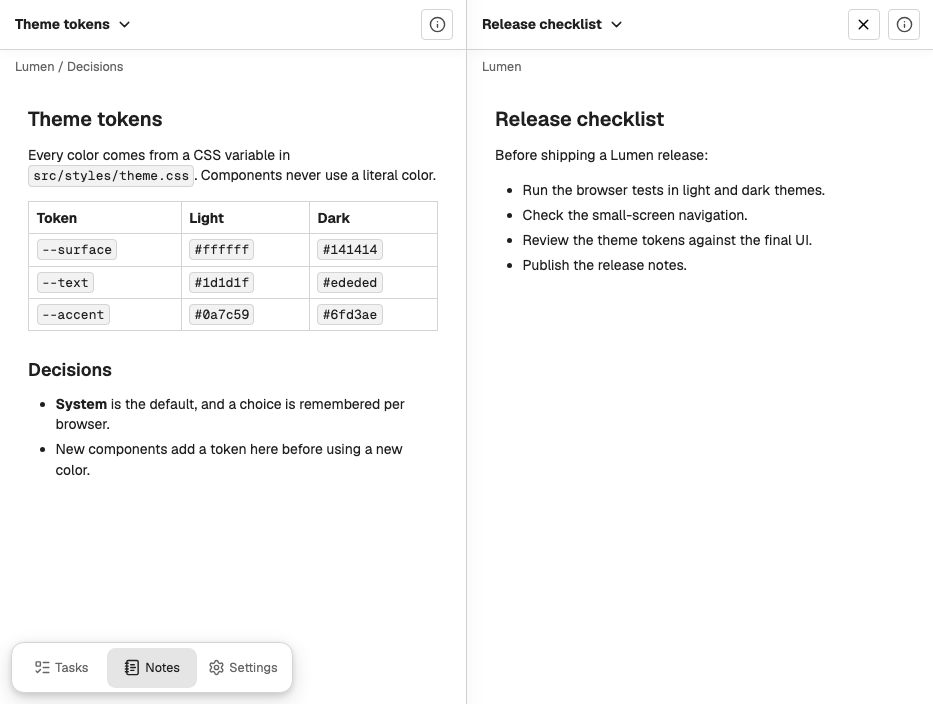 Theme tokens
Lumen / Decisions
Theme tokens
Every color comes from a CSS variable in
src/styles/theme.css. Components never use a literal color.
Token Light Dark
--surface #ffffff #141414
--text #1d1d1f #ededed
--accent #0a7c59 #6fd3ae
Decisions
• System is the default, and a choice is remembered per
browser.
• New components add a token here before using a new
color.
Tasks Notes Settings
Release checklist
Lumen
Release checklist
Before shipping a Lumen release:
• Run the browser tests in light and dark themes.
• Check the small-screen navigation.
• Review the theme tokens against the final UI.
• Publish the release notes.